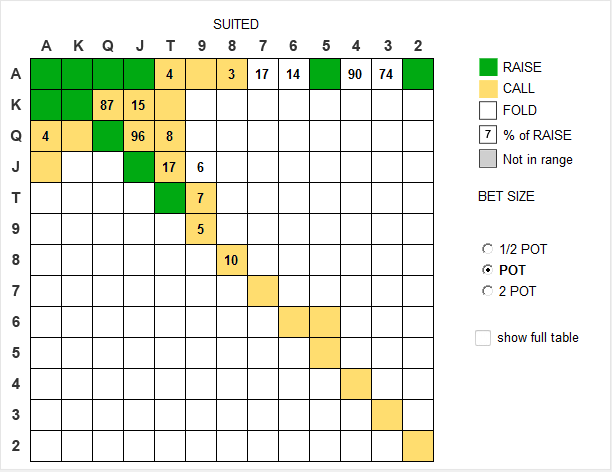 SUITED
A K Q J T 9 8 7 6 5 4 3 2
A 4 3 17 14 90 74
K 87 15
Q 4 96 8
J 17 6
T 7
9 5
8 10
7
6
5
4
3
2
RAISE
CALL
FOLD
7 % of RAISE
Not in range
BET SIZE
1/2 POT
POT
2 POT
show full table